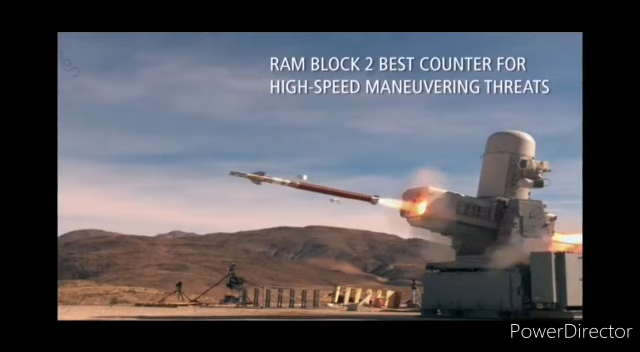 RAM BLOCK 2 BEST COUNTER FOR
HIGH-SPEED MANEUVERING THREATS
PowerDirector